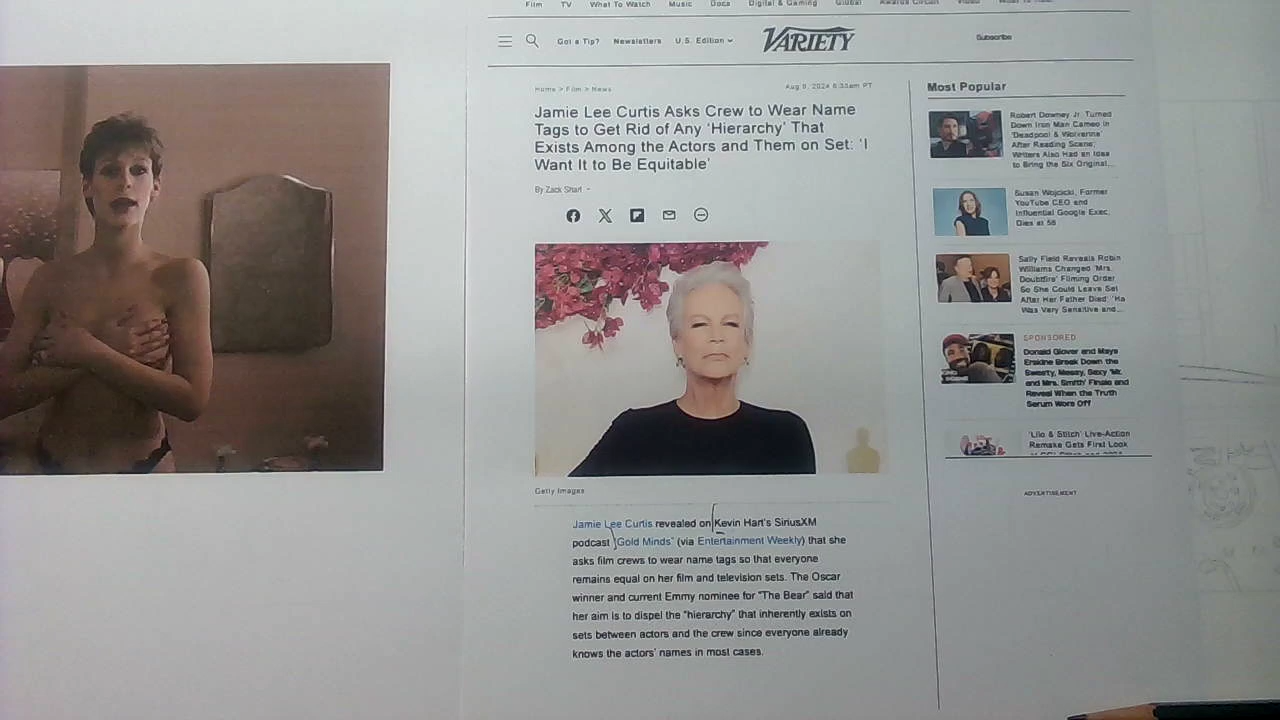 Film TV What To Watch Music Docs Digital & Gaming Global Awards Circuit Video
Got a Tip? Newsletters U.S. Edition VARIETY Subscribe
Home > Film > News
Aug 9, 2024 6:33am PT
Jamie Lee Curtis Asks Crew to Wear Name
Tags to Get Rid of Any ‘Hierarchy’ That
Exists Among the Actors and Them on Set: ‘I
Want It to Be Equitable’
By Zack Sharf
Getty Images
Jamie Lee Curtis revealed on Kevin Hart's SiriusXM
podcast "Gold Minds" (via Entertainment Weekly) that she
asks film crews to wear name tags so that everyone
remains equal on her film and television sets. The Oscar
winner and current Emmy nominee for "The Bear" said that
her aim is to dispel the "hierarchy" that inherently exists on
sets between actors and the crew since everyone already
knows the actors' names in most cases.
Most Popular
Robert Downey Jr. Turned
Down Iron Man Cameo in
‘Deadpool & Wolverine’
After Reading Scene;
Writers Also Had an Idea
to Bring the Six Original...
Susan Wojcicki, Former
YouTube CEO and
Influential Google Exec,
Dies at 56
Sally Field Reveals Robin
Williams Changed ‘Mrs.
Doubtfire’ Filming Order
So She Could Leave Set
After Her Father Died: ‘He
Was Very Sensitive and...
SPONSORED
Donald Glover and Maya
Erskine Break Down the
Sweaty, Messy, Sexy ‘Mr.
and Mrs. Smith’ Finale and
Reveal When the Truth
Serum Wore Off
‘Lilo & Stitch’ Live-Action
Remake Gets First Look
ADVERTISEMENT